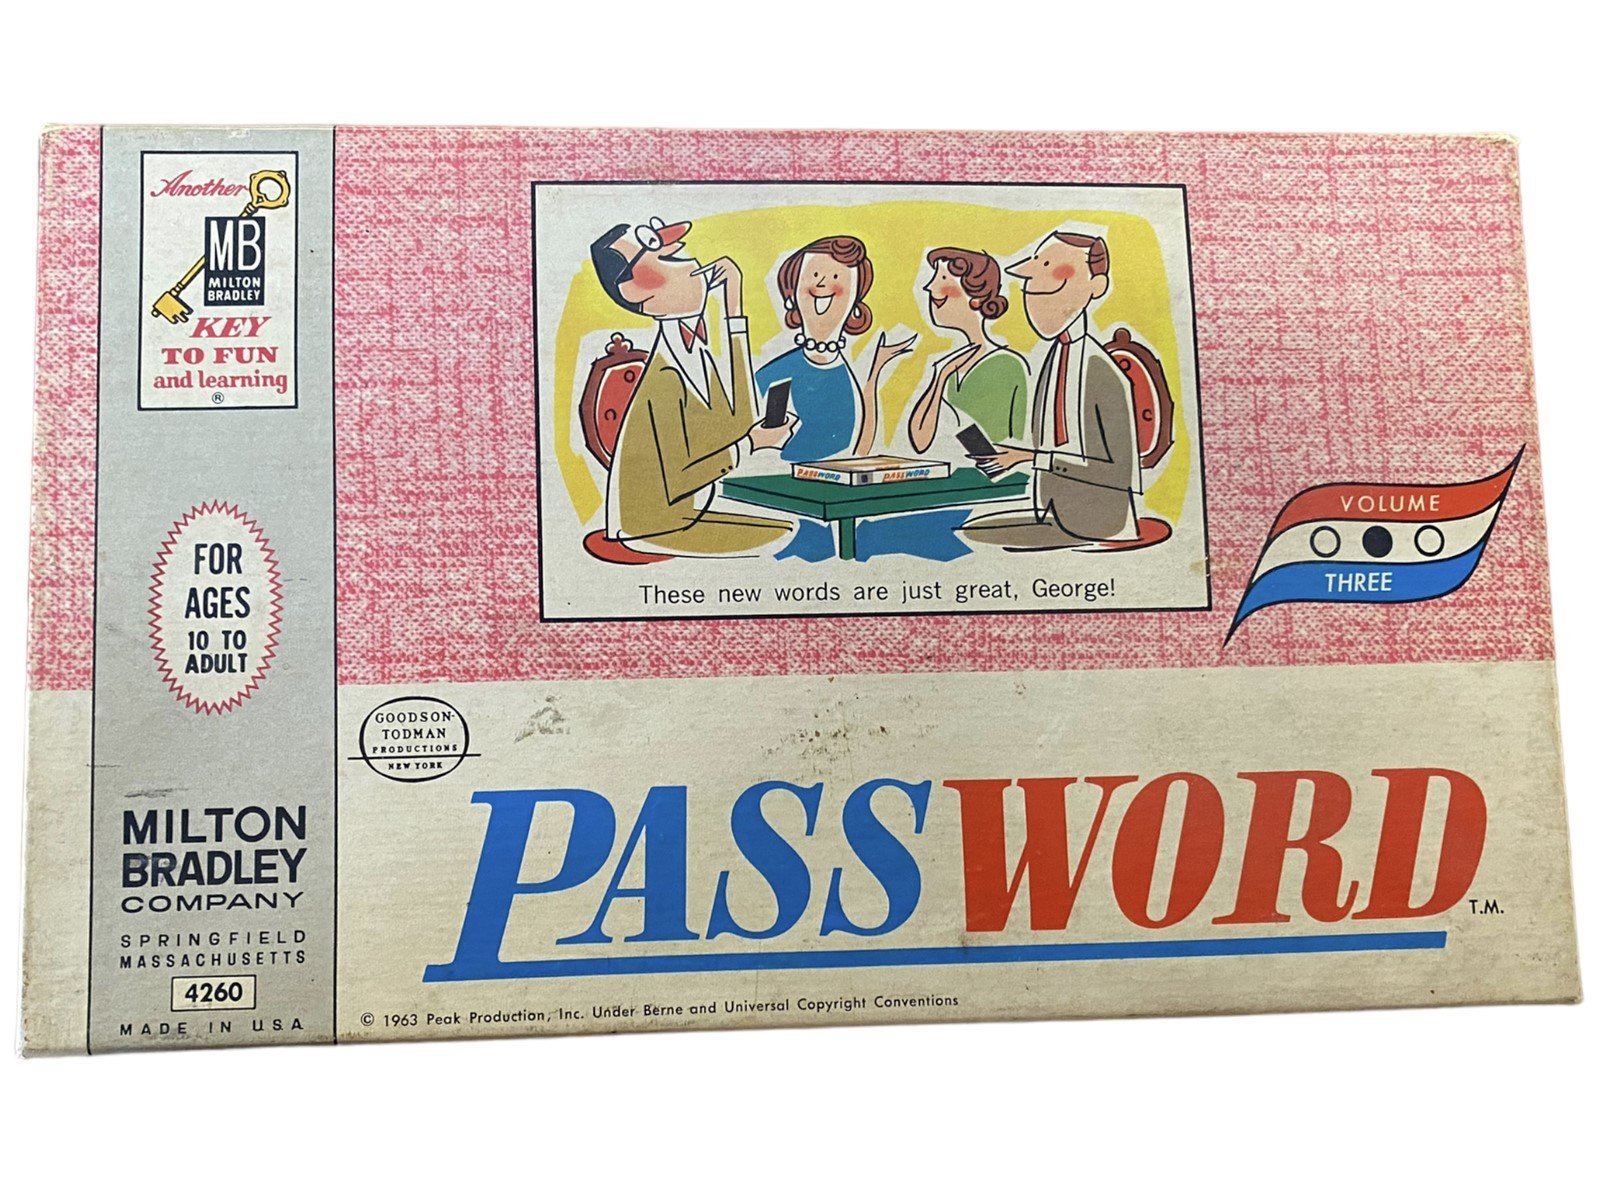 Another
MB
MILTON
BRADLEY
KEY
TO FUN
and learning
®
FOR
AGES
10 TO
ADULT
MILTON
BRADLEY
COMPANY
SPRINGFIELD
MASSACHUSETTS
4260
MADE IN U.S.A.
PASSWORD
PASSWORD
These new words are just great, George!
VOLUME
THREE
GOODSON-
TODMAN
PRODUCTIONS
NEW YORK
PASSWORD T.M.
© 1963 Peak Production, Inc. Under Berne and Universal Copyright Conventions